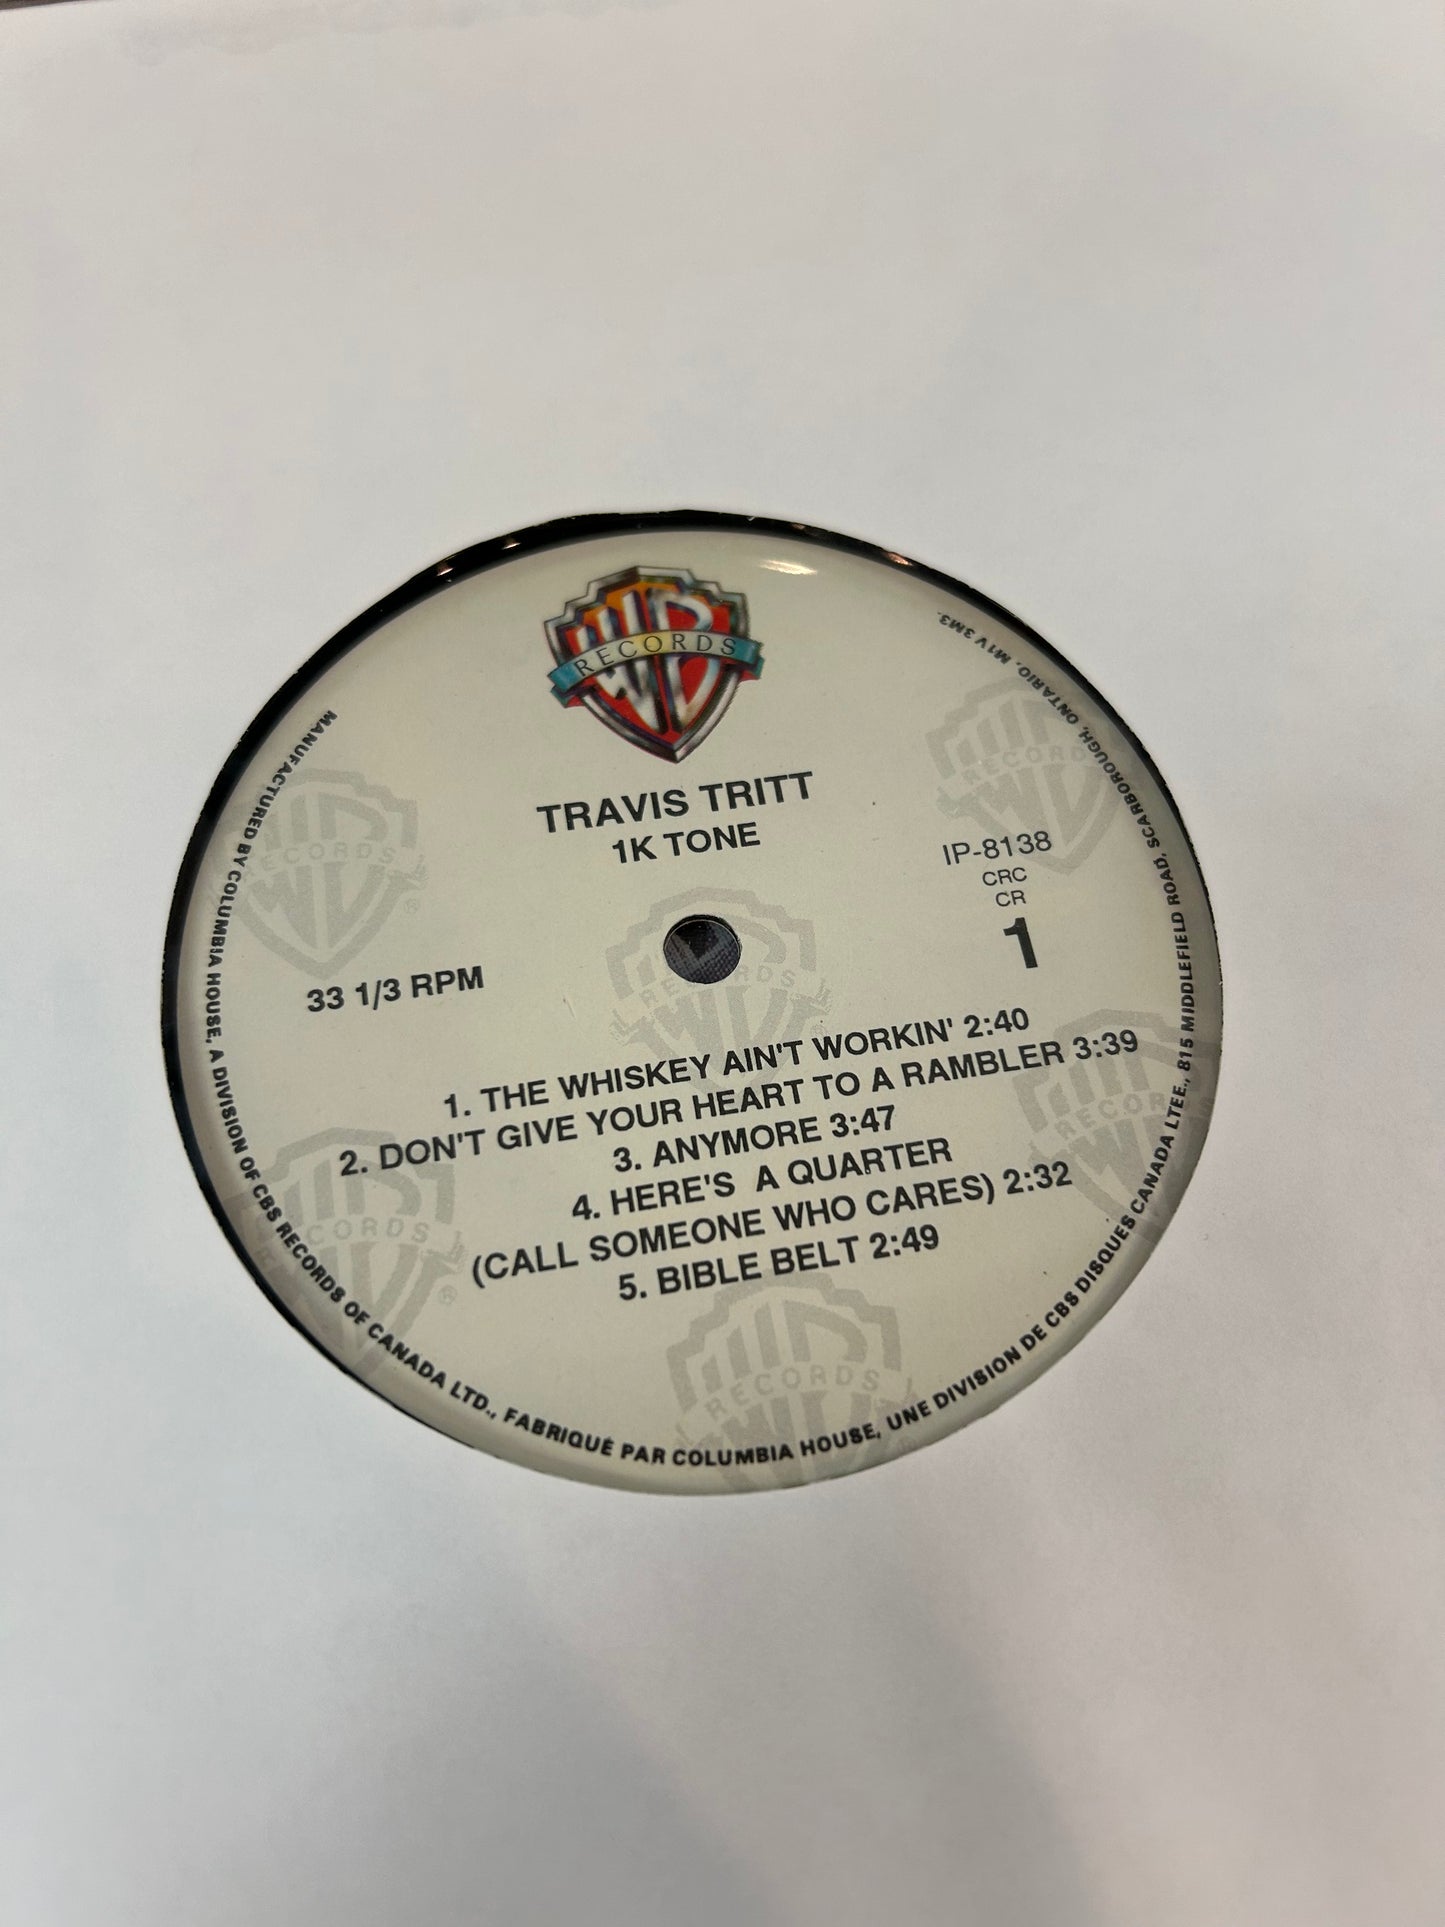 RECORDS
TRAVIS TRITT
1K TONE
IP-8138
CRC
CR
1
33 1/3 RPM
1. THE WHISKEY AIN'T WORKIN' 2:40
2. DON'T GIVE YOUR HEART TO A RAMBLER 3:39
3. ANYMORE 3:47
4. HERE'S A QUARTER
(CALL SOMEONE WHO CARES) 2:32
5. BIBLE BELT 2:49
MANUFACTURED BY COLUMBIA HOUSE, A DIVISION OF CBS RECORDS OF CANADA LTD., FABRIQUÉ PAR COLUMBIA HOUSE, UNE DIVISION DE CBS DISQUES CANADA LTEE., 815 MIDDLEFIELD ROAD, SCARBOROUGH, ONTARIO, M1V 3M3.